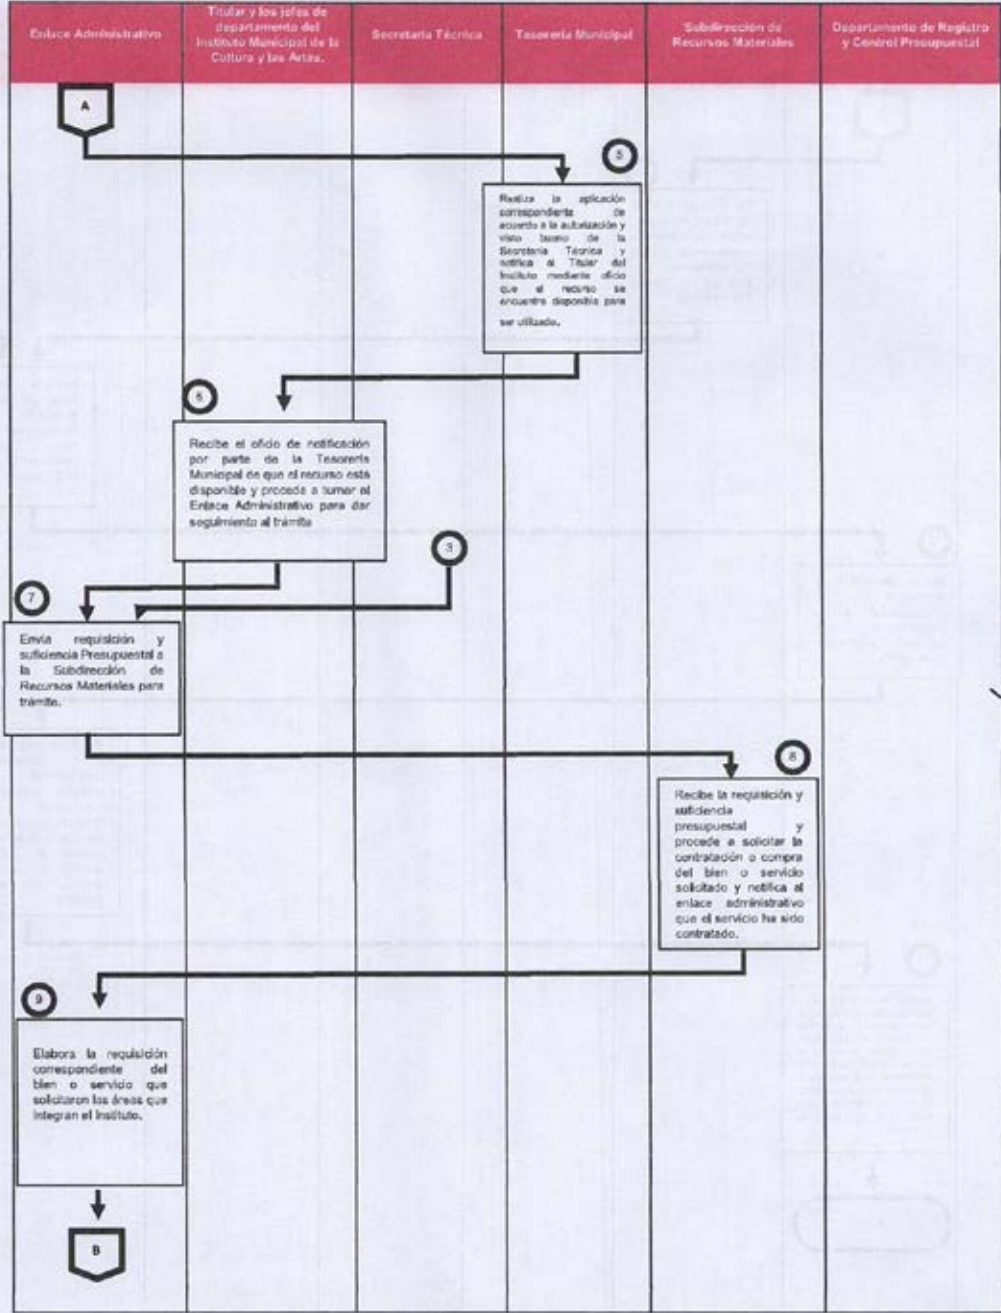 Enlace Administrativo
Titular y los jefes de
departamento del
Instituto Municipal de la
Cultura y las Artes.
Secretaría Técnica
Tesorería Municipal
Subdirección de
Recursos Materiales
Departamento de Registro
y Control Presupuestal
A
5
Realiza la aplicación
correspondiente de
acuerdo a la autorización y
visto bueno de la
Secretaría Técnica y
notifica al Titular del
Instituto mediante oficio
que el recurso se
encuentre disponible para
ser utilizado.
6
Recibe el oficio de notificación
por parte de la Tesorería
Municipal de que el recurso está
disponible y procede a turnar al
Enlace Administrativo para dar
seguimiento al trámite
3
7
Envía requisición y
suficiencia Presupuestal a
la Subdirección de
Recursos Materiales para
trámite.
8
Recibe la requisición y
suficiencia
presupuestal y
procede a solicitar la
contratación o compra
del bien o servicio
solicitado y notifica al
enlace administrativo
que el servicio ha sido
contratado.
9
Elabora la requisición
correspondiente del
bien o servicio que
solicitaron las áreas que
integran el Instituto.
B